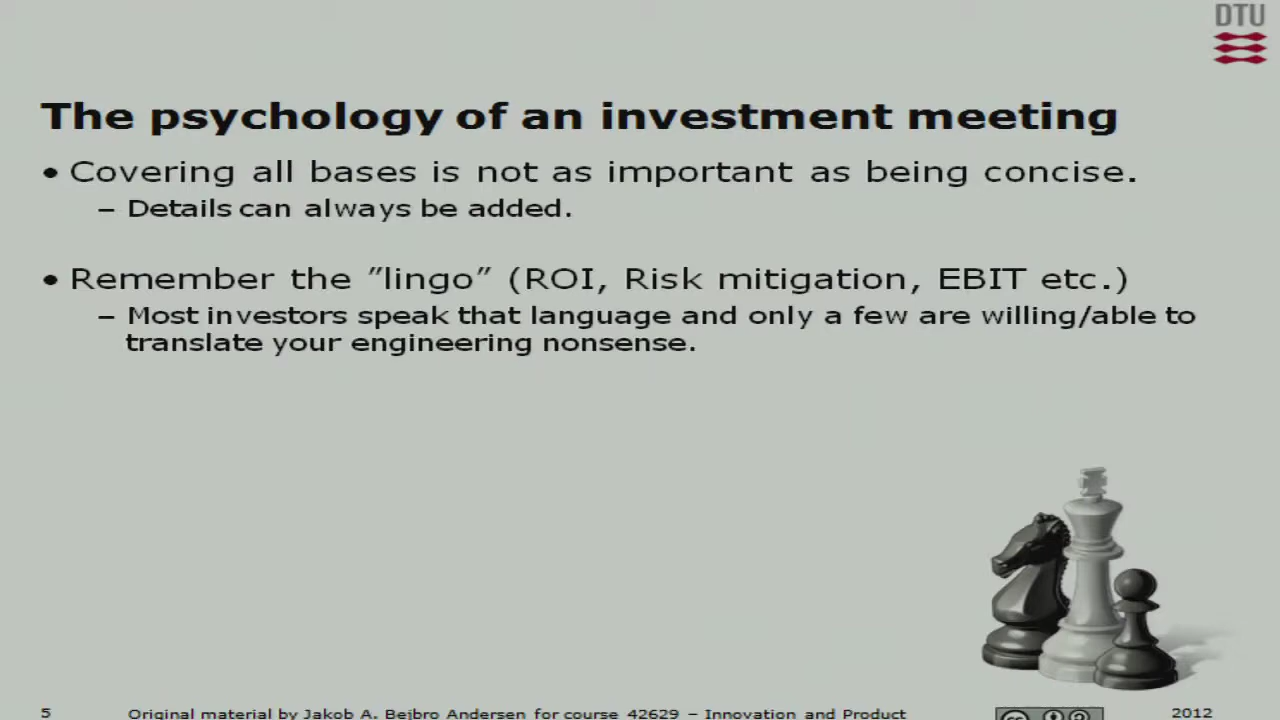 DTU
The psychology of an investment meeting
• Covering all bases is not as important as being concise.
– Details can always be added.
• Remember the ”lingo” (ROI, Risk mitigation, EBIT etc.)
– Most investors speak that language and only a few are willing/able to
translate your engineering nonsense.
5 Original material by Jakob A. Bejbro Andersen for course 42629 – Innovation and Product 2012